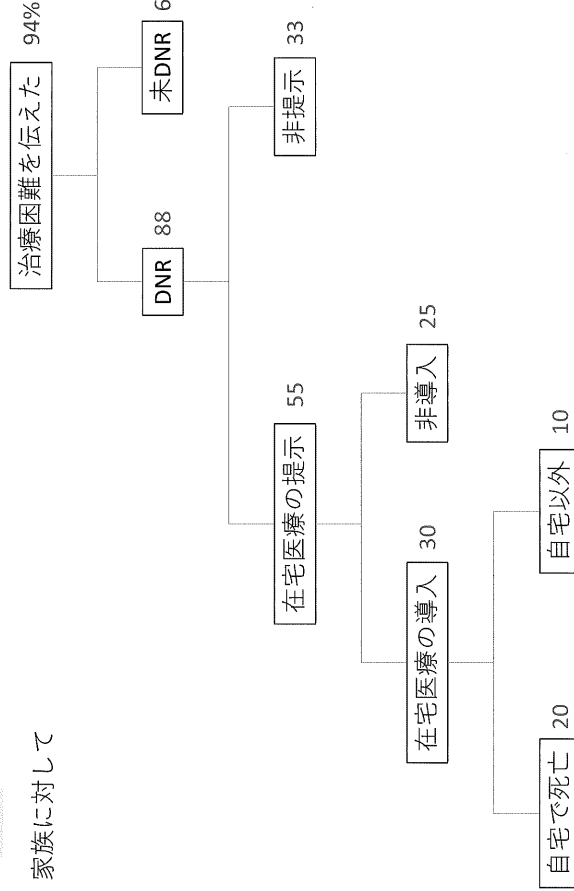 家族に対して
治療困難を伝えた 94%
DNR 88
未DNR 6
在宅医療の提示 55
非提示 33
在宅医療の導入 30
非導入 25
自宅で死亡 20
自宅以外 10